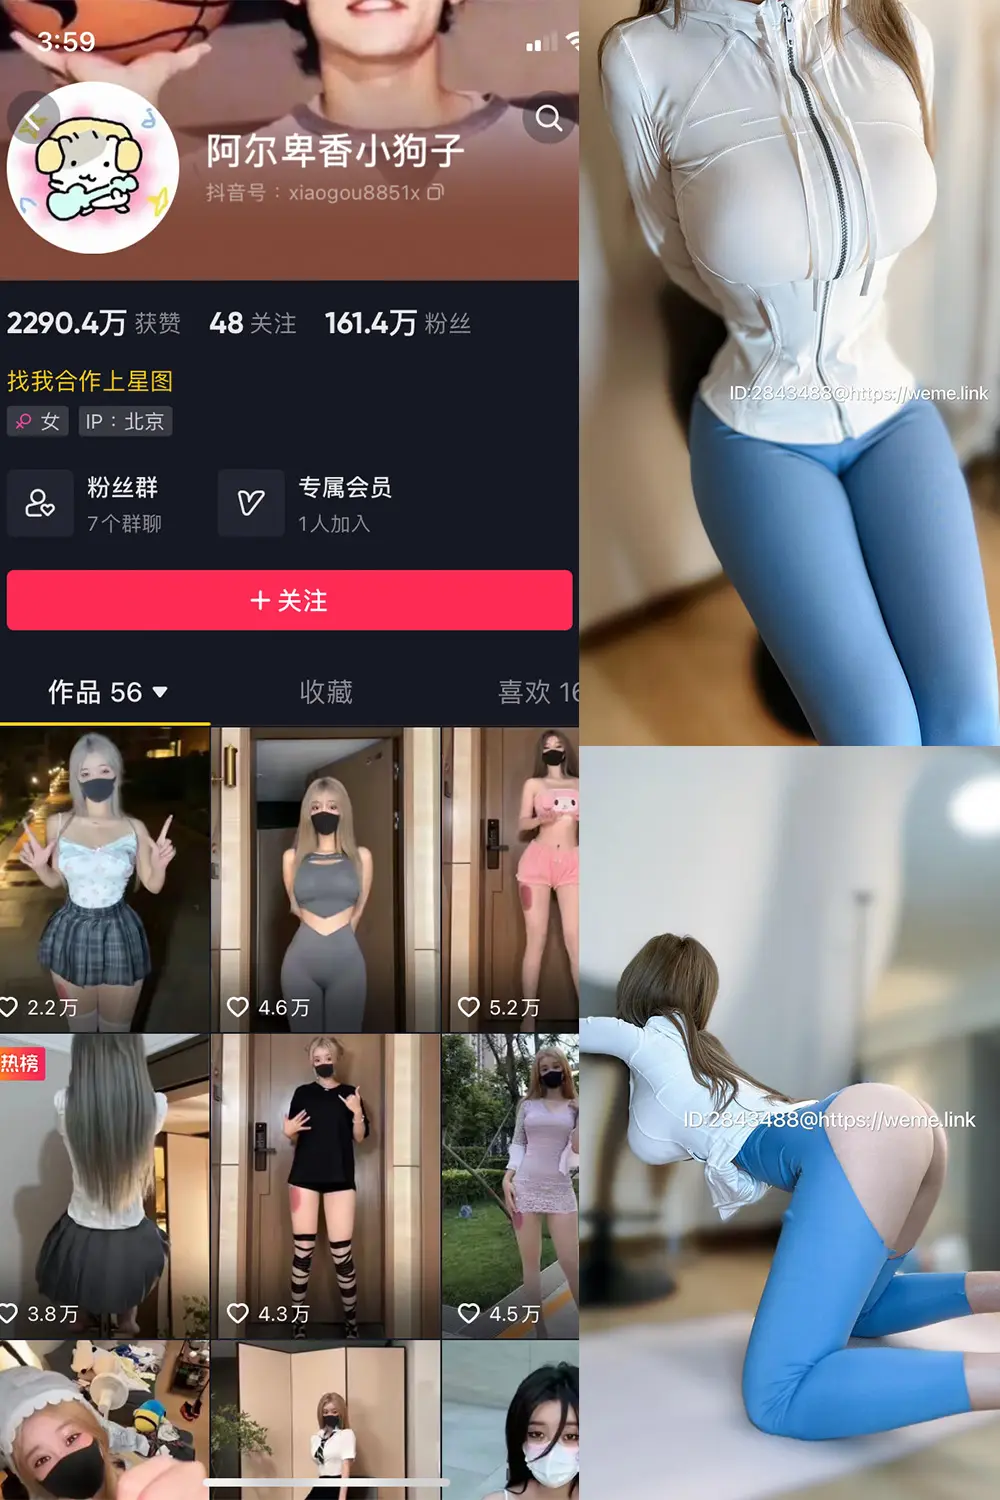 3:59
阿尔卑香小狗子
抖音号：xiaogou8851x
2290.4万 获赞 48 关注 161.4万 粉丝
找我合作上星图
女 IP：北京
粉丝群 专属会员
7个群聊 1人加入
+ 关注
作品 56 收藏 喜欢 16
2.2万 4.6万 5.2万
热榜
3.8万 4.3万 4.5万
ID:2843488@https://weme.link
ID:2843488@https://weme.link